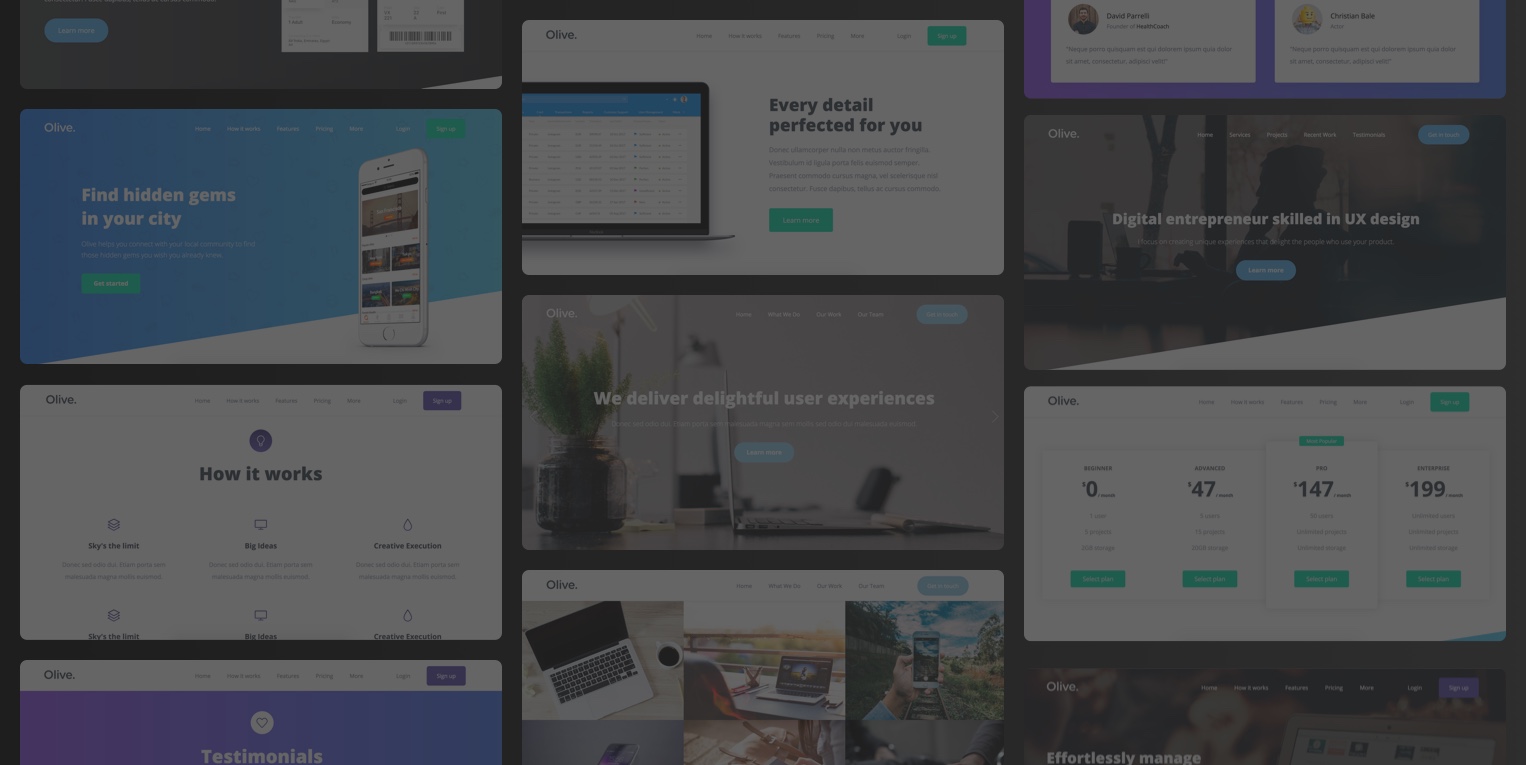 Learn more
1 Adult
Economy
Olive.
Home How it works Features Pricing More Login Sign up
Find hidden gems
in your city
Olive helps you connect with your local community to find
those hidden gems you with you already knew.
Get started
Olive.
Home How it works Features Pricing More Login Sign up
How it works
Sky's the limit
Big Ideas
Creative Execution
Donec sed odio dui. Etiam porta sem
malesuada magna mollis euismod.
Donec sed odio dui. Etiam porta sem
malesuada magna mollis euismod.
Donec sed odio dui. Etiam porta sem
malesuada magna mollis euismod.
Sky's the limit
Big Ideas
Creative Execution
Olive.
Home How it works Features Pricing More Login Sign up
Testimonials
Olive.
Home How it works Features Pricing More Login Sign up
Every detail
perfected for you
Donec ullamcorper nulla non metus auctor fringilla.
Vestibulum id ligula porta felis euismod semper.
Praesent commodo cursus magna, vel scelerisque nisl
consectetur. Fusce dapibus, tellus ac cursus commodo.
Learn more
Olive.
Home What We Do Our Work Our Team Get in touch
We deliver delightful user experiences
Donec sed odio dui. Etiam porta sem malesuada magna sem mollis sed odio dui malesuada euismod.
Learn more
Olive.
Home What We Do Our Work Our Team Get in touch
David Parrelli
Founder of HealthCoach
"Neque porro quisquam est qui dolorem ipsum quia dolor
sit amet, consectetur, adipisci velit!"
Christian Bale
Actor
"Neque porro quisquam est qui dolorem ipsum quia dolor
sit amet, consectetur, adipisci velit!"
Olive.
Home Services Projects Recent Work Testimonials Get in touch
Digital entrepreneur skilled in UX design
I focus on creating unique experiences that delight the people who use your product.
Learn more
Olive.
Home How it works Features Pricing More Login Sign up
Most Popular
BEGINNER
$0 / month
1 user
3 projects
2GB storage
Select plan
ADVANCED
$47 / month
5 users
15 projects
20GB storage
Select plan
PRO
$147 / month
50 users
Unlimited projects
Unlimited storage
Select plan
ENTERPRISE
$199 / month
Unlimited users
Unlimited projects
Unlimited storage
Select plan
Olive.
Home How it works Features Pricing More Login Sign up
Effortlessly manage